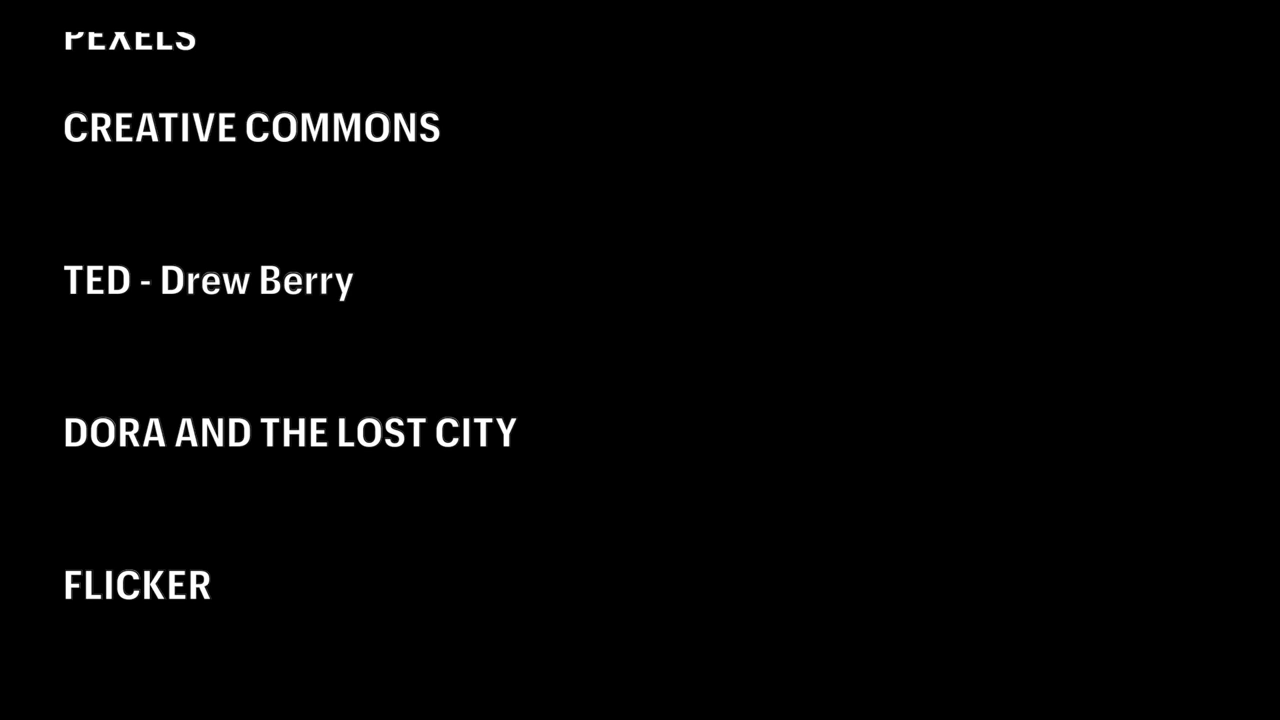 PEXELS
CREATIVE COMMONS
TED - Drew Berry
DORA AND THE LOST CITY
FLICKER